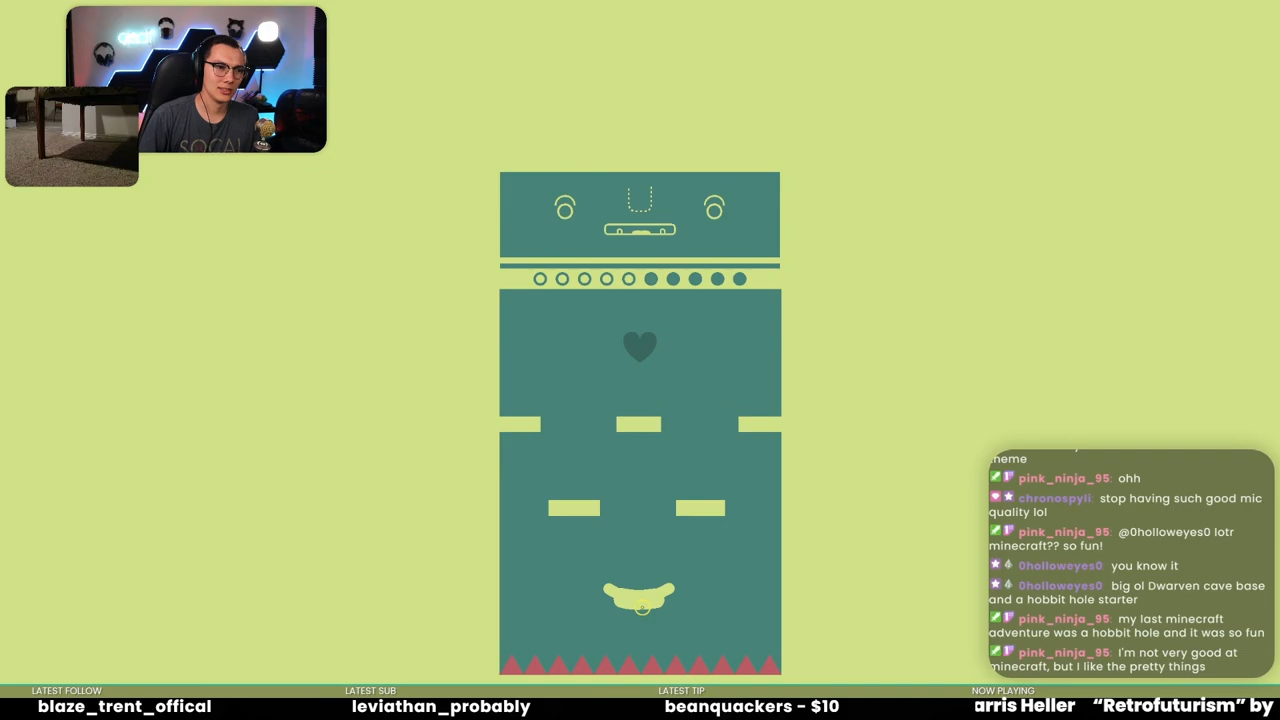 SOCAL
meme
pink_ninja_95: ohh
chronospyli: stop having such good mic
quality lol
pink_ninja_95: @0holloweyes0 lotr
minecraft?? so fun!
0holloweyes0 you know it
0holloweyes0 big ol Dwarven cave base
and a hobbit hole starter
pink_ninja_95: my last minecraft
adventure was a hobbit hole and it was so fun
pink_ninja_95: I'm not very good at
minecraft, but I like the pretty things
LATEST FOLLOW
blaze_trent_offical
LATEST SUB
leviathan_probably
LATEST TIP
beanquackers - $10
NOW PLAYING
arris Heller “Retrofuturism” by